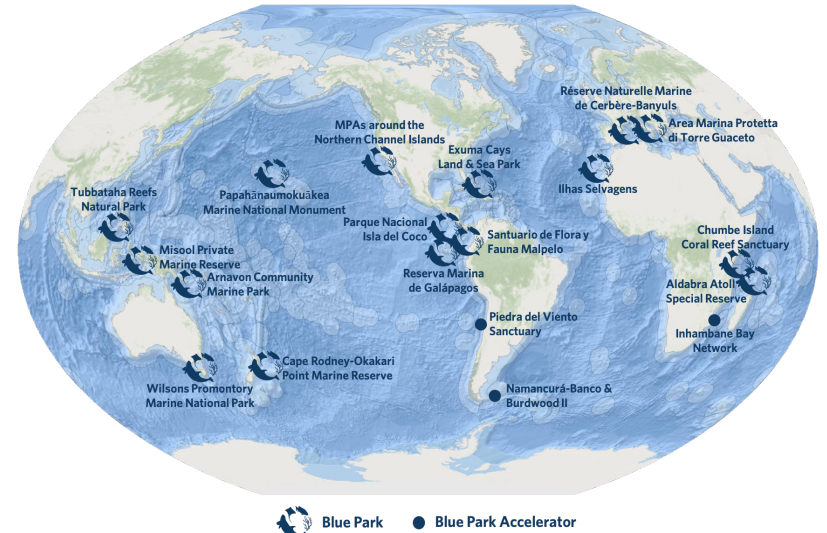 Réserve Naturelle Marine
de Cerbère-Banyuls
Area Marina Protetta
di Torre Guaceto
MPAs around the
Northern Channel Islands
Exuma Cays
Land & Sea Park
Ilhas Selvagens
Tubbataha Reefs
Natural Park
Papahānaumokuākea
Marine National Monument
Parque Nacional
Isla del Coco
Santuario de Flora y
Fauna Malpelo
Chumbe Island
Coral Reef Sanctuary
Misool Private
Marine Reserve
Arnavon Community
Marine Park
Reserva Marina
de Galápagos
Aldabra Atoll
Special Reserve
Piedra del Viento
Sanctuary
Inhambane Bay
Network
Cape Rodney-Okakari
Point Marine Reserve
Wilsons Promontory
Marine National Park
Namancurá-Banco &
Burdwood II
Blue Park
Blue Park Accelerator